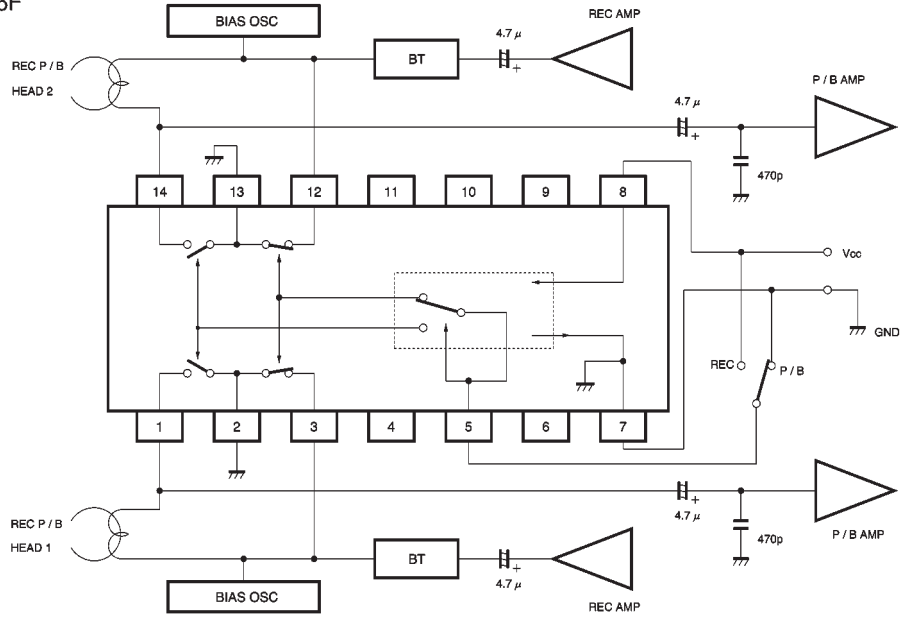 BIAS OSC
REC AMP
4.7 μ
+
BT
REC P / B
HEAD 2
P / B AMP
4.7 μ
+
470p
14
13
12
11
10
9
8
Vcc
GND
REC
P / B
1
2
3
4
5
6
7
4.7 μ
+
470p
P / B AMP
REC P / B
HEAD 1
BT
4.7 μ
+
BIAS OSC
REC AMP